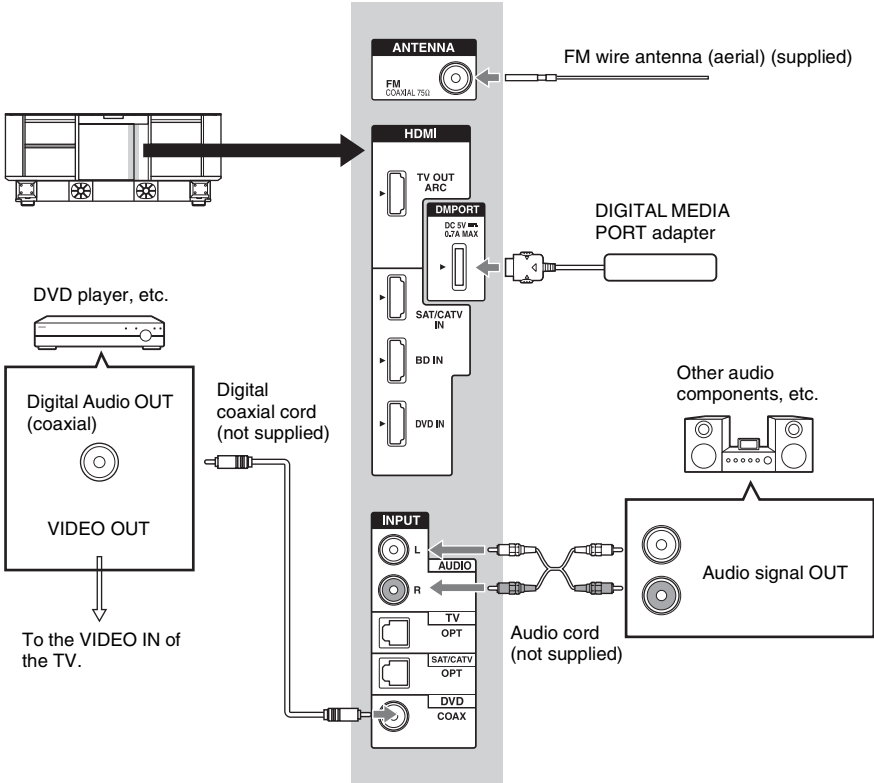 ANTENNA
FM
COAXIAL 75Ω
FM wire antenna (aerial) (supplied)
HDMI
TV OUT
ARC
DMPORT
DC 5V
0.7A MAX
DIGITAL MEDIA
PORT adapter
SAT/CATV
IN
BD IN
DVD IN
DVD player, etc.
Digital Audio OUT
(coaxial)
VIDEO OUT
To the VIDEO IN of
the TV.
Digital
coaxial cord
(not supplied)
Other audio
components, etc.
Audio signal OUT
Audio cord
(not supplied)
INPUT
L
AUDIO
R
TV
OPT
SAT/CATV
OPT
DVD
COAX